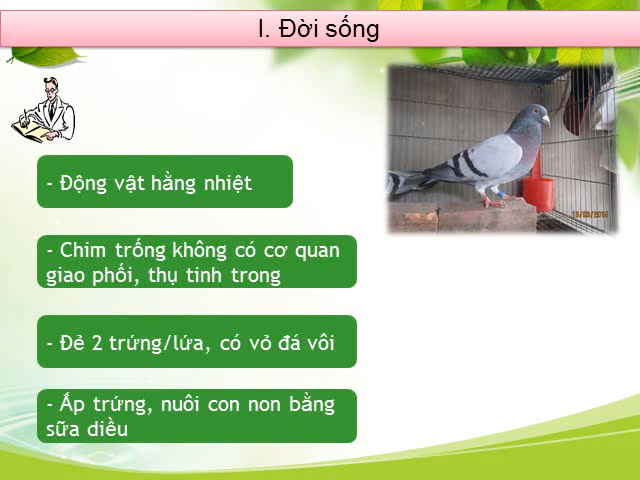 I. Đời sống
- Động vật hằng nhiệt
- Chim trống không có cơ quan
giao phối, thụ tinh trong
- Đẻ 2 trứng/lứa, có vỏ đá vôi
- Ấp trứng, nuôi con non bằng
sữa diều